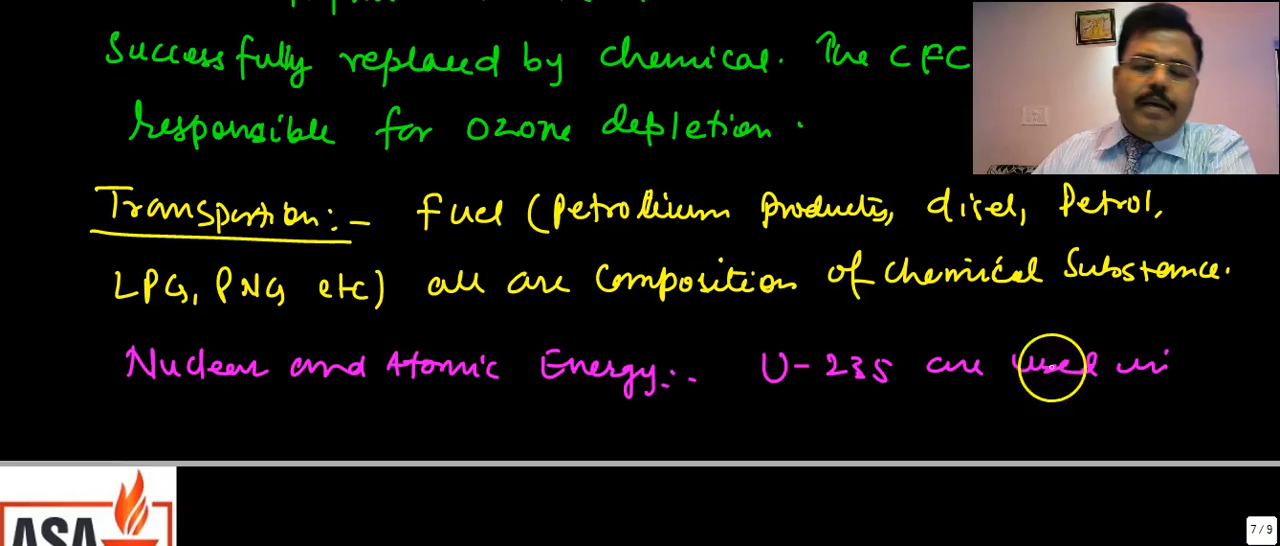 Successfully replaced by chemical. The CFC
responsible for ozone depletion.
Transportion:- fuel (Petrolium products, disel, Petrol,
LPG, PNG etc) all are composition of chemical substance.
Nuclear and Atomic Energy:- U-235 are used in
ASA
7/9